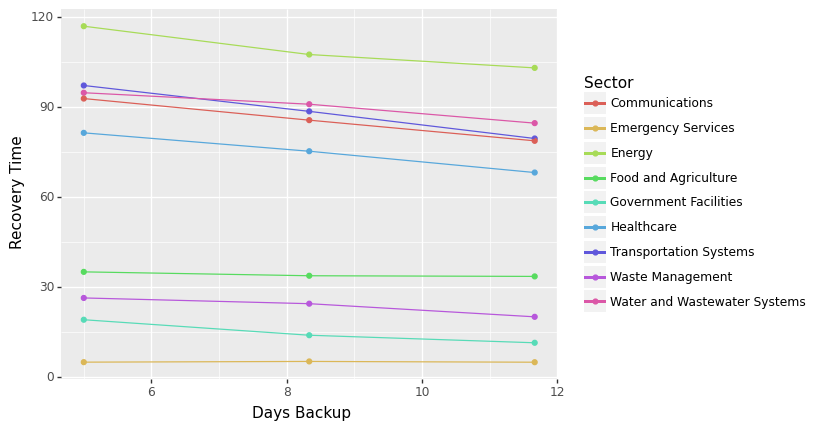 120
90
60
30
0
Recovery Time
6
8
10
12
Days Backup
Sector
Communications
Emergency Services
Energy
Food and Agriculture
Government Facilities
Healthcare
Transportation Systems
Waste Management
Water and Wastewater Systems